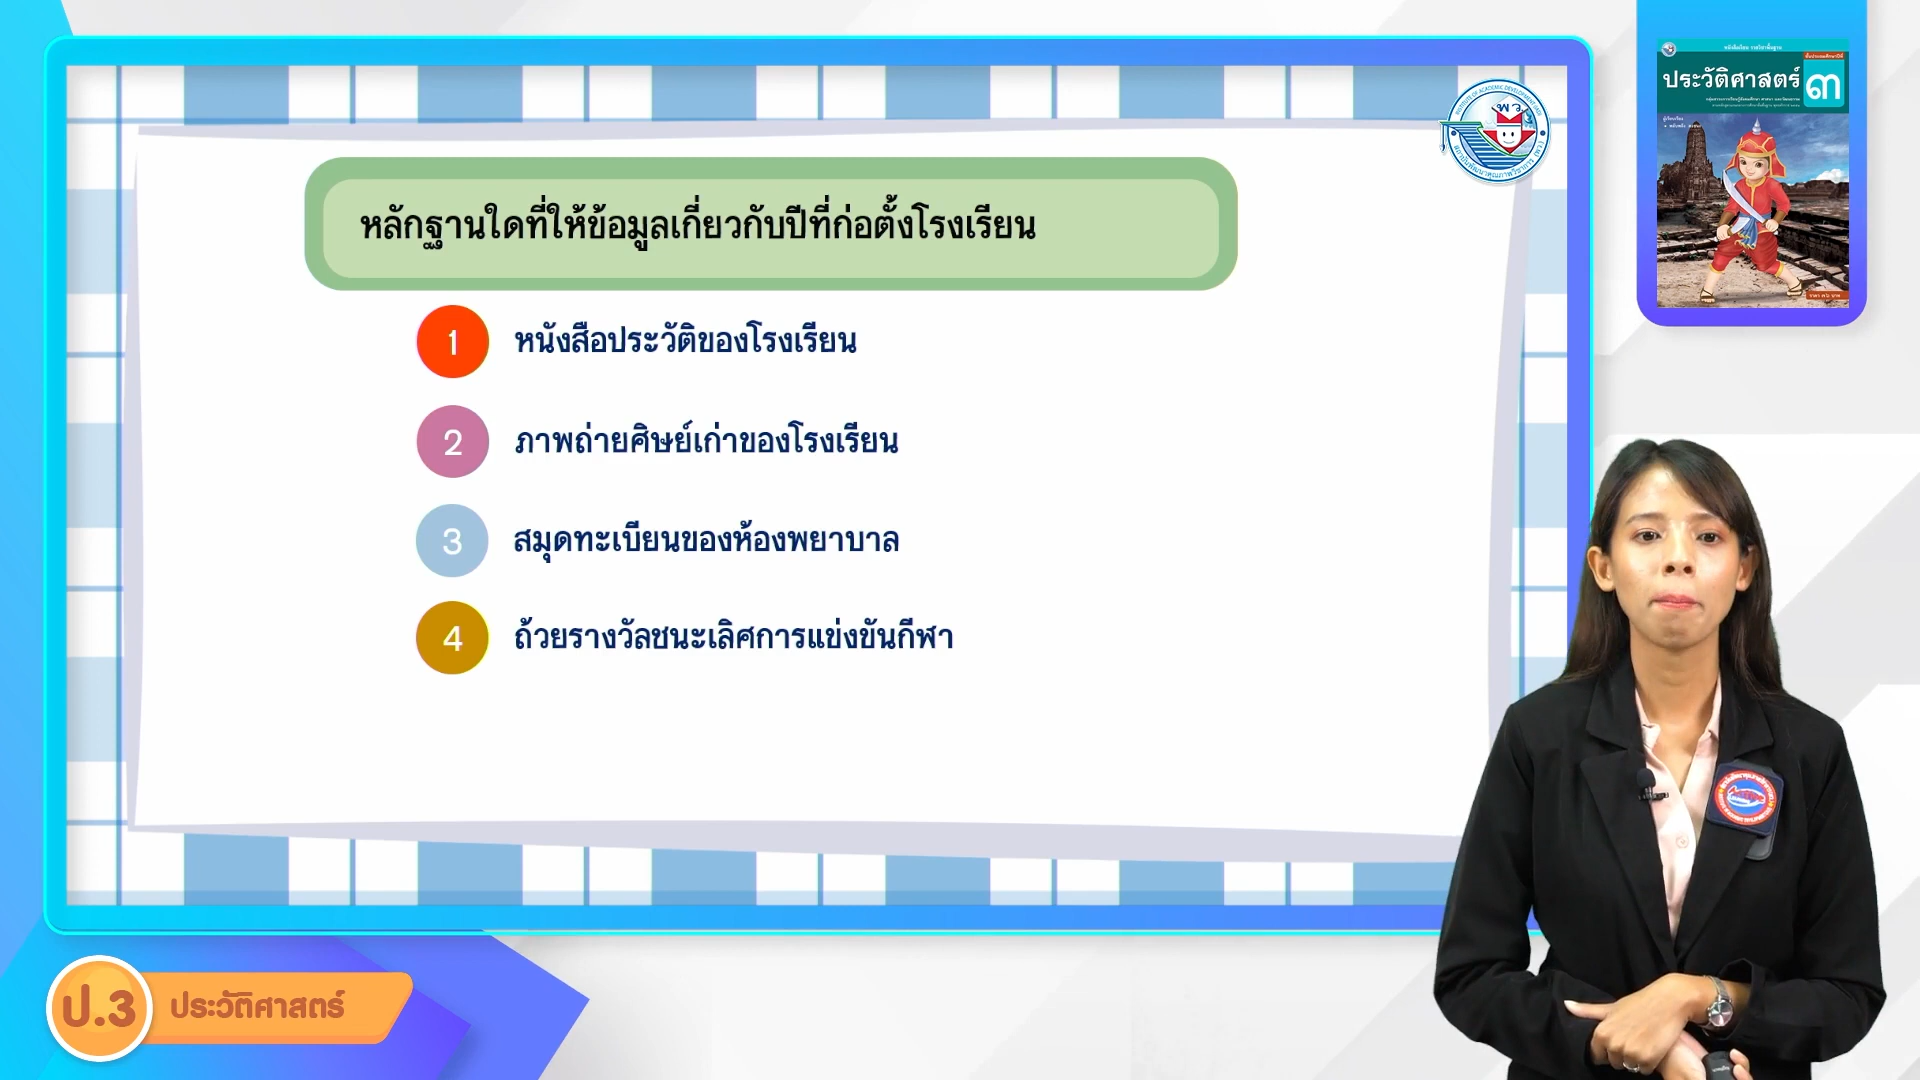 หลักฐานใดที่ให้ข้อมูลเกี่ยวกับปีที่ก่อตั้งโรงเรียน
1 หนังสือประวัติของโรงเรียน
2 ภาพถ่ายศิษย์เก่าของโรงเรียน
3 สมุดทะเบียนของห้องพยาบาล
4 ถ้วยรางวัลชนะเลิศการแข่งขันกีฬา
พว.
ประวัติศาสตร์ ๓
ป.3 ประวัติศาสตร์